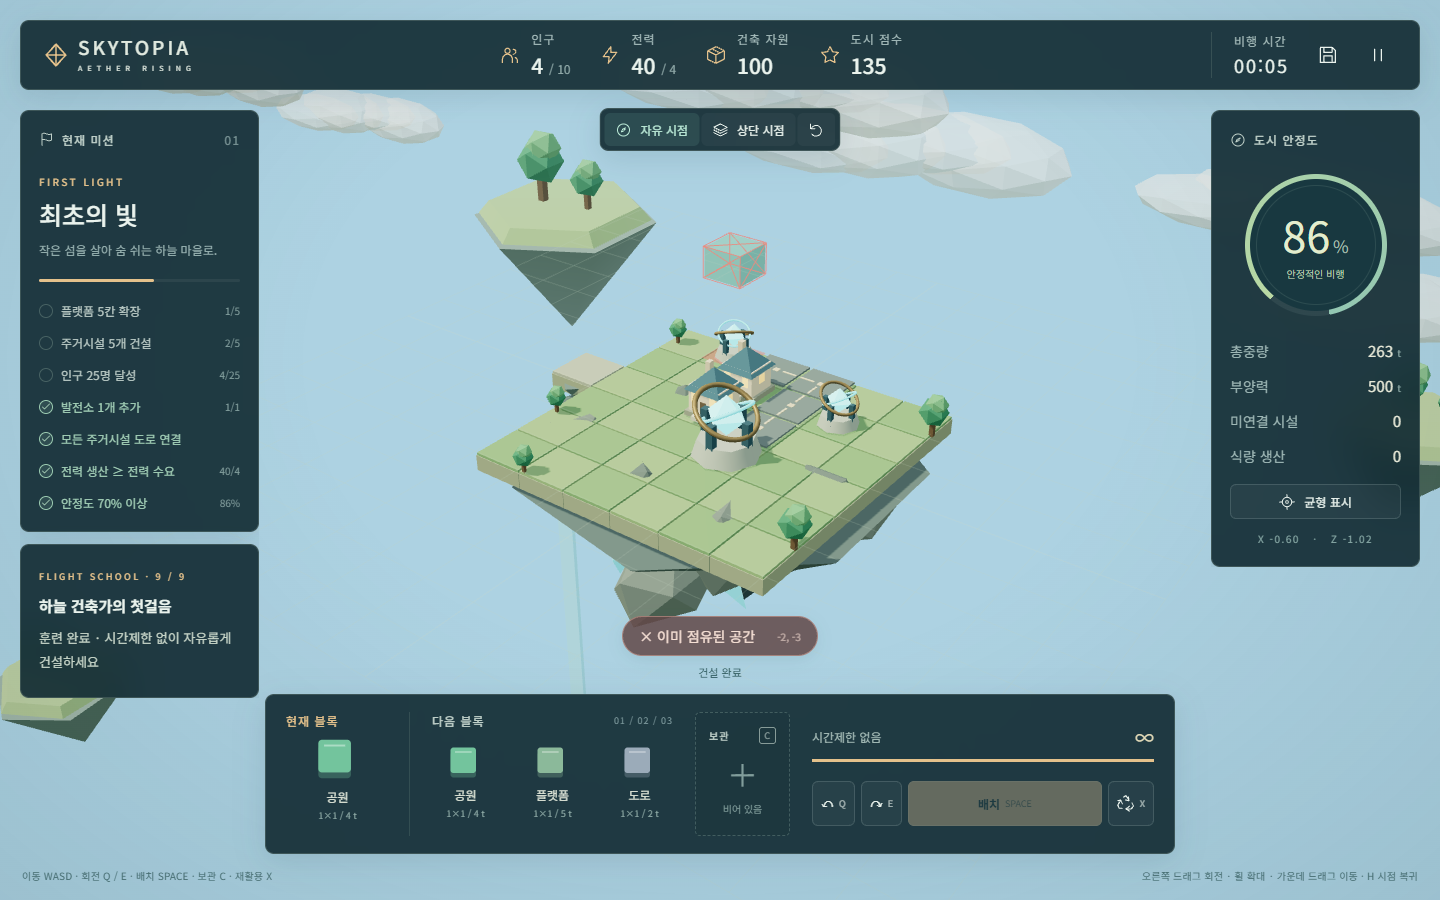 SKYTOPIA
AETHER RISING
인구
4 / 10
전력
40 / 4
건축 자원
100
도시 점수
135
비행 시간
00:05
자유 시점
상단 시점
현재 미션 01
FIRST LIGHT
최초의 빛
작은 섬을 살아 숨 쉬는 하늘 마을로.
플랫폼 5칸 확장 1/5
주거시설 5개 건설 2/5
인구 25명 달성 4/25
발전소 1개 추가 1/1
모든 주거시설 도로 연결
전력 생산 ≥ 전력 수요 40/4
안정도 70% 이상 86%
FLIGHT SCHOOL · 9 / 9
하늘 건축가의 첫걸음
훈련 완료 · 시간제한 없이 자유롭게
건설하세요
도시 안정도
86%
안정적인 비행
총중량 263 t
부양력 500 t
미연결 시설 0
식량 생산 0
균형 표시
X -0.60 · Z -1.02
이미 점유된 공간 -2, -3
건설 완료
현재 블록
공원
1×1 / 4 t
다음 블록 01 / 02 / 03
공원
1×1 / 4 t
플랫폼
1×1 / 5 t
도로
1×1 / 2 t
보관 C
비어 있음
시간제한 없음 ∞
Q
E
배치 SPACE
X
이동 WASD · 회전 Q / E · 배치 SPACE · 보관 C · 재활용 X
오른쪽 드래그 회전 · 휠 확대 · 가운데 드래그 이동 · H 시점 복귀